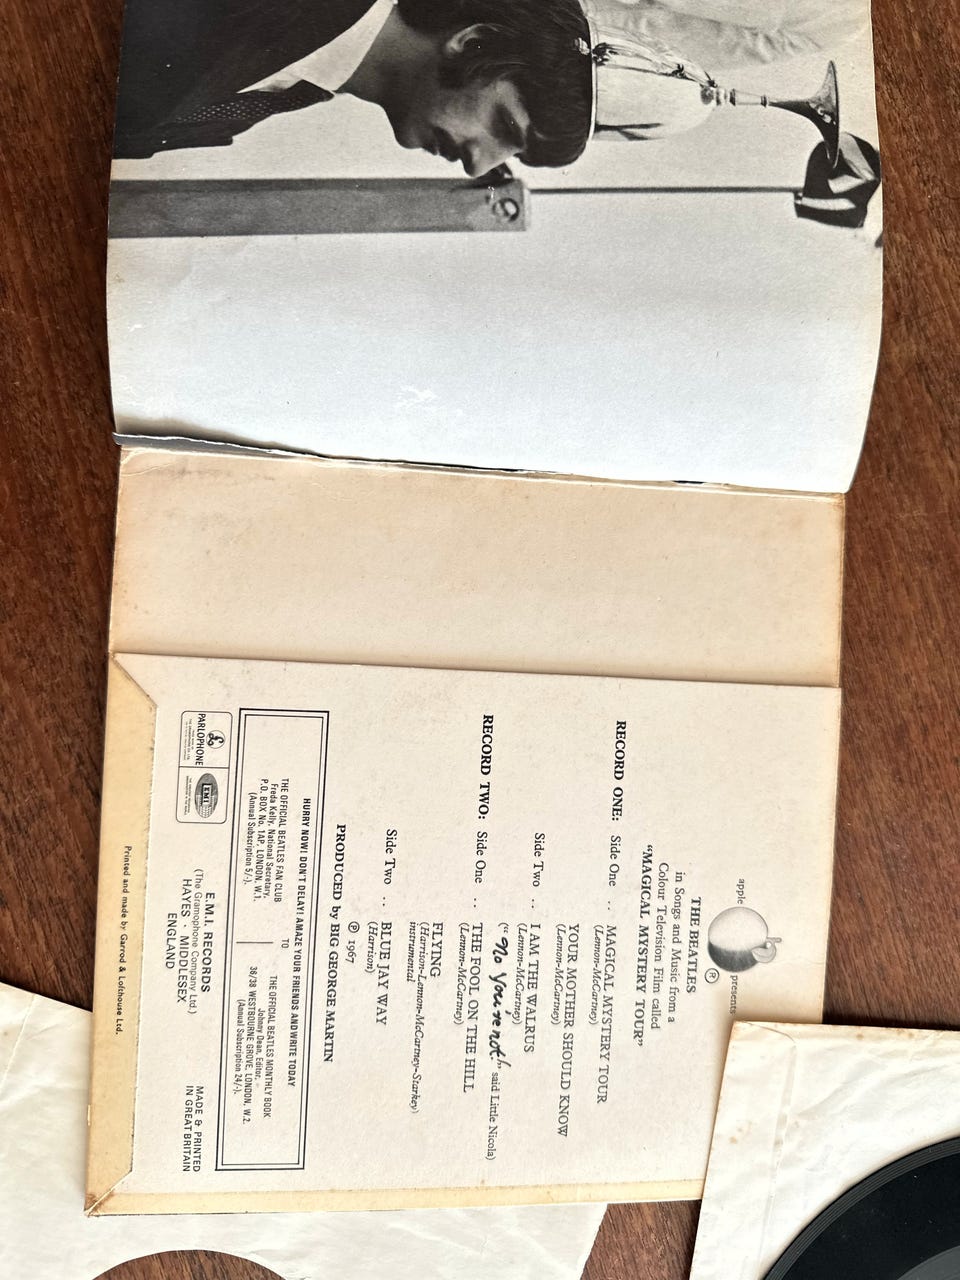 apple ® presents
THE BEATLES
in Songs and Music from a
Colour Television Film called
“MAGICAL MYSTERY TOUR”
RECORD ONE: Side One .. MAGICAL MYSTERY TOUR
(Lennon-McCartney)
YOUR MOTHER SHOULD KNOW
(Lennon-McCartney)
Side Two .. I AM THE WALRUS
(Lennon-McCartney)
(“No You're not!” said Little Nicola)
RECORD TWO: Side One .. THE FOOL ON THE HILL
(Lennon-McCartney)
FLYING
(Harrison-Lennon-McCartney-Starkey)
instrumental
Side Two .. BLUE JAY WAY
(Harrison)
℗ 1967
PRODUCED by BIG GEORGE MARTIN
HURRY NOW! DON'T DELAY! AMAZE YOUR FRIENDS AND WRITE TODAY
TO
THE OFFICIAL BEATLES FAN CLUB
Freda Kelly, National Secretary,
P.O. BOX No. 1AP, LONDON, W.1.
(Annual Subscription 5/-).
THE OFFICIAL BEATLES MONTHLY BOOK
Johnny Dean, Editor,
36/38 WESTBOURNE GROVE, LONDON, W.2.
(Annual Subscription 24/-).
PARLOPHONE
EMI
E.M.I. RECORDS
(The Gramophone Company Ltd.)
HAYES · MIDDLESEX
ENGLAND
MADE & PRINTED
IN GREAT BRITAIN
Printed and made by Garrod & Lofthouse Ltd.